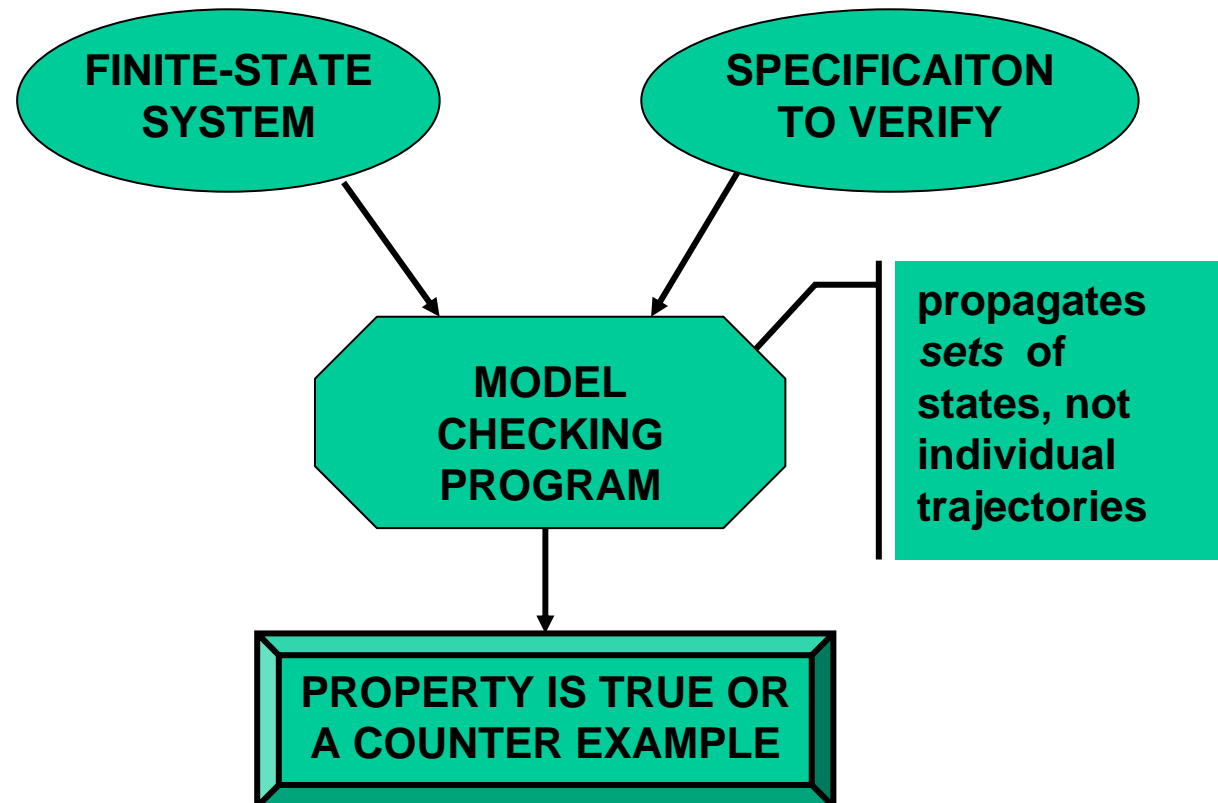 FINITE-STATE
SYSTEM
SPECIFICAITON
TO VERIFY
MODEL
CHECKING
PROGRAM
propagates
sets of
states, not
individual
trajectories
PROPERTY IS TRUE OR
A COUNTER EXAMPLE